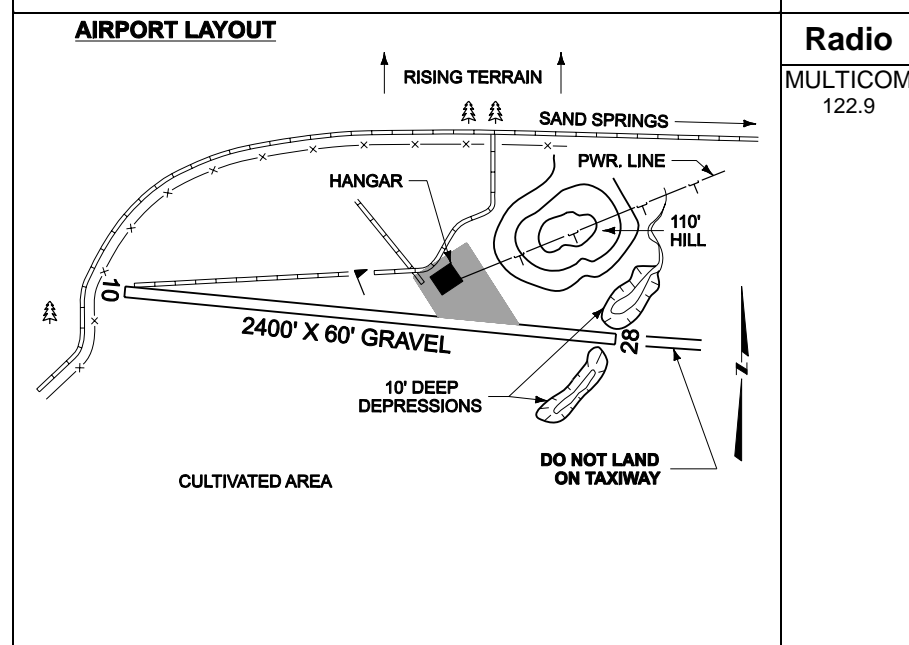 AIRPORT LAYOUT
Radio
MULTICOM
122.9
RISING TERRAIN
SAND SPRINGS
PWR. LINE
HANGAR
110'
HILL
10
2400' X 60' GRAVEL
28
N
10' DEEP
DEPRESSIONS
DO NOT LAND
ON TAXIWAY
CULTIVATED AREA